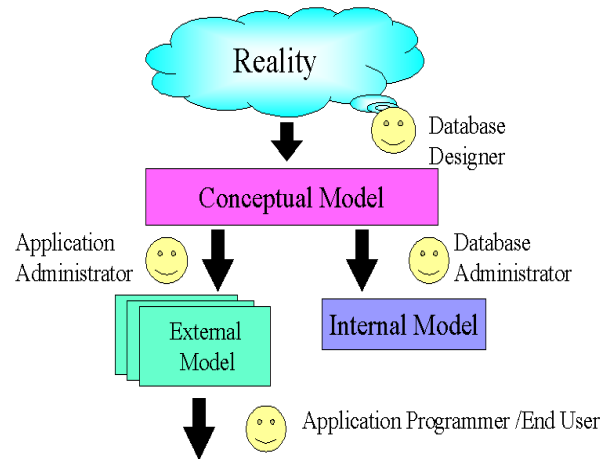 Reality
Database
Designer
Conceptual Model
Application
Administrator
Database
Administrator
External
Model
Internal Model
Application Programmer /End User